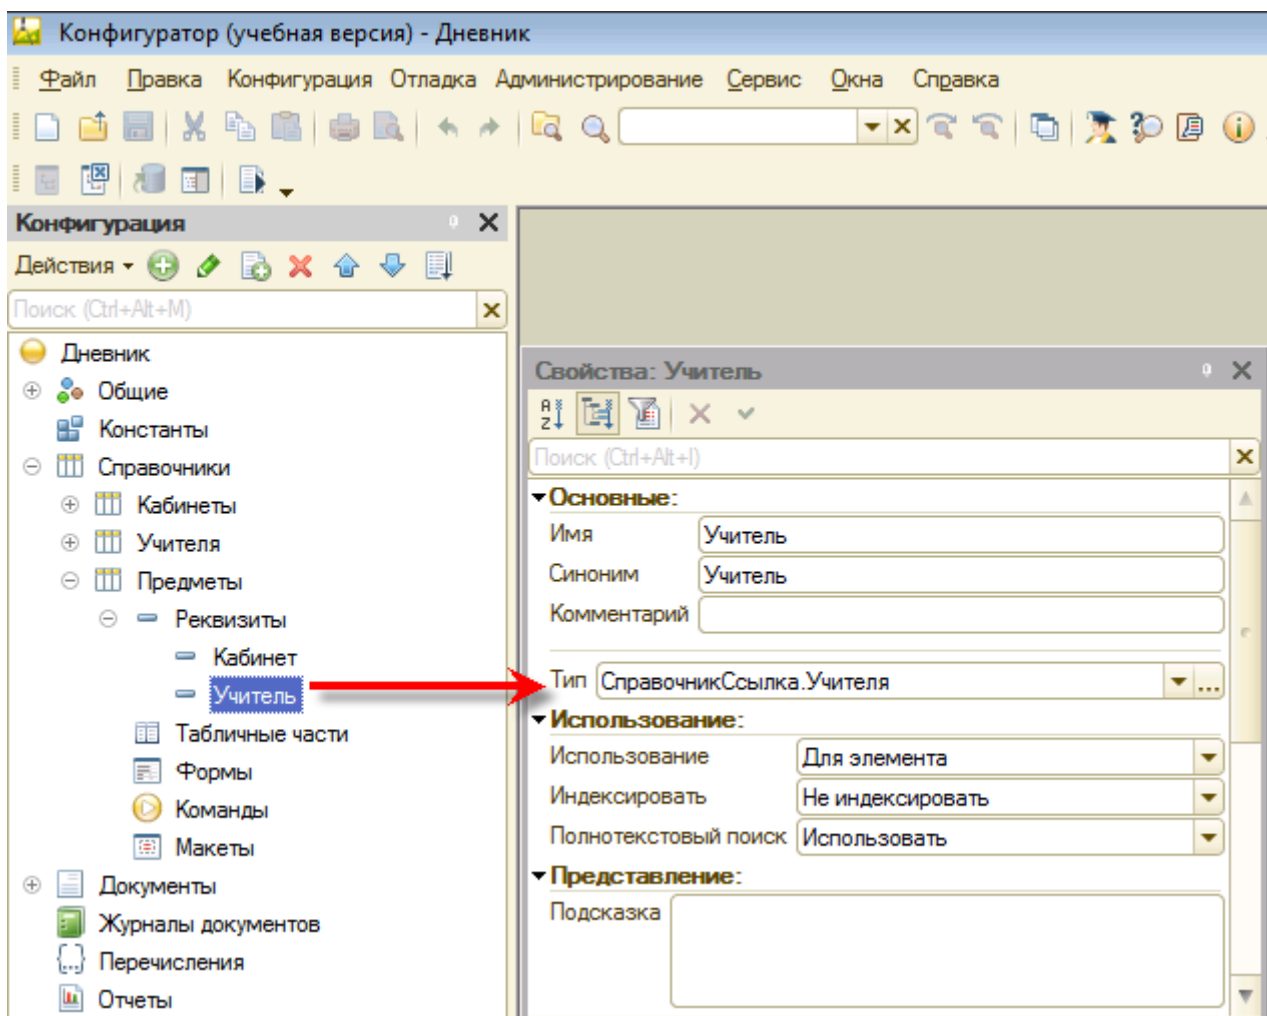 Конфигуратор (учебная версия) - Дневник
Файл Правка Конфигурация Отладка Администрирование Сервис Окна Справка
Конфигурация
Действия
Поиск (Ctrl+Alt+M)
Дневник
Общие
Константы
Справочники
Кабинеты
Учителя
Предметы
Реквизиты
Кабинет
Учитель
Табличные части
Формы
Команды
Макеты
Документы
Журналы документов
Перечисления
Отчеты
Свойства: Учитель
Поиск (Ctrl+Alt+I)
Основные:
Имя Учитель
Синоним Учитель
Комментарий
Тип СправочникСсылка.Учителя ...
Использование:
Использование Для элемента
Индексировать Не индексировать
Полнотекстовый поиск Использовать
Представление:
Подсказка